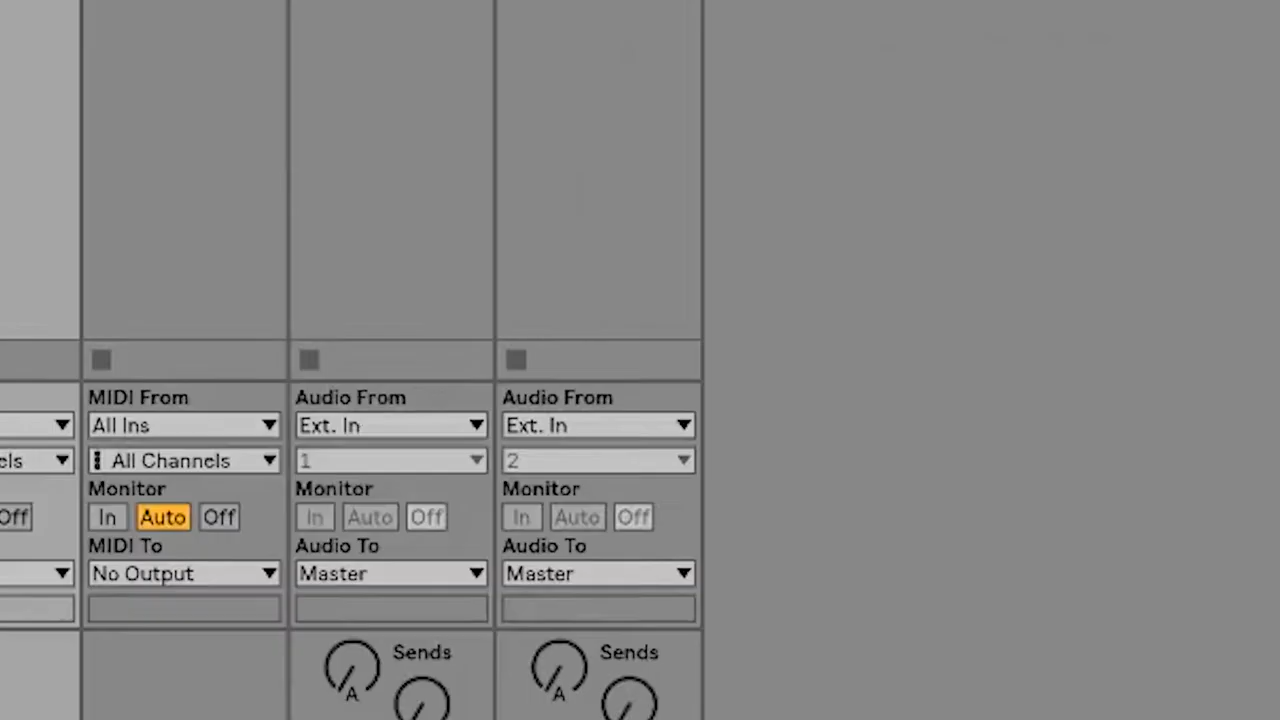 MIDI From Audio From Audio From
All Ins Ext. In Ext. In
els All Channels 1 2
Monitor Monitor Monitor
Off In Auto Off In Auto Off In Auto Off
MIDI To Audio To Audio To
No Output Master Master
Sends Sends
A A